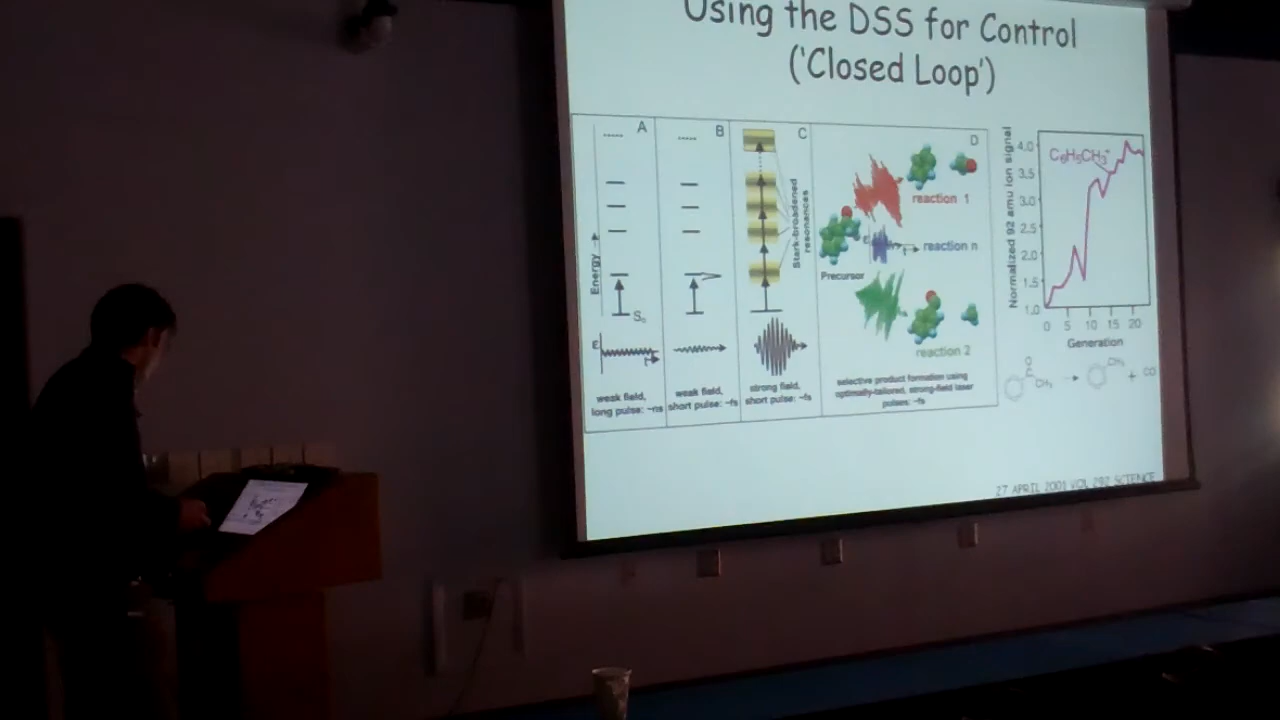 Using the DSS for Control
('Closed Loop')
A
B
C
D
Energy
S₀
ε
weak field,
long pulse: ~ns
weak field,
short pulse: ~fs
Stark-broadened
resonances
strong field,
short pulse: ~fs
reaction 1
reaction n
Precursor
reaction 2
selective product formation using
optimally-tailored, strong-field laser
pulses: ~fs
Normalized 92 amu ion signal
4.0
3.5
3.0
2.5
2.0
1.5
1.0
C₆H₅CH₃⁺
0 5 10 15 20
Generation
O
C
CH₃
CH₃
+ CO
27 APRIL 2001 VOL 292 SCIENCE